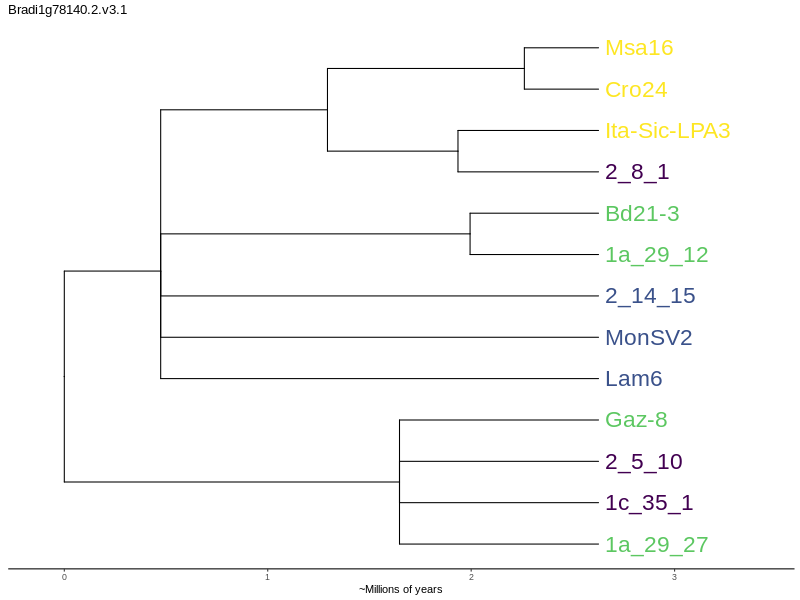 Bradi1g78140.2.v3.1
Msa16
Cro24
Ita-Sic-LPA3
2_8_1
Bd21-3
1a_29_12
2_14_15
MonSV2
Lam6
Gaz-8
2_5_10
1c_35_1
1a_29_27
0 1 2 3
~Millions of years